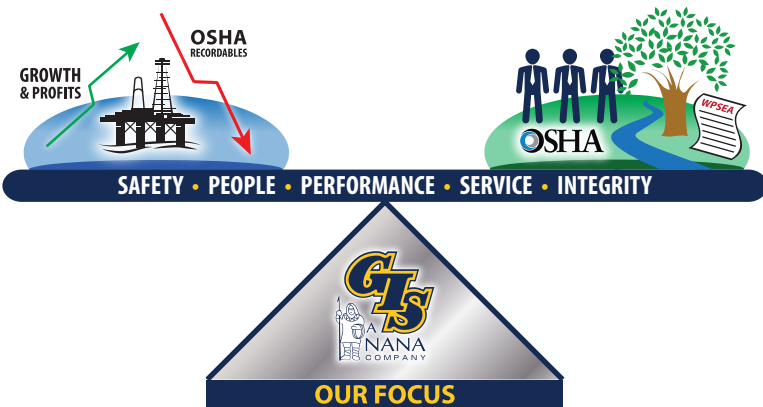 OSHA
RECORDABLES
GROWTH
& PROFITS
WPSEA
OSHA
SAFETY • PEOPLE • PERFORMANCE • SERVICE • INTEGRITY
GIS
A
NANA
COMPANY
OUR FOCUS